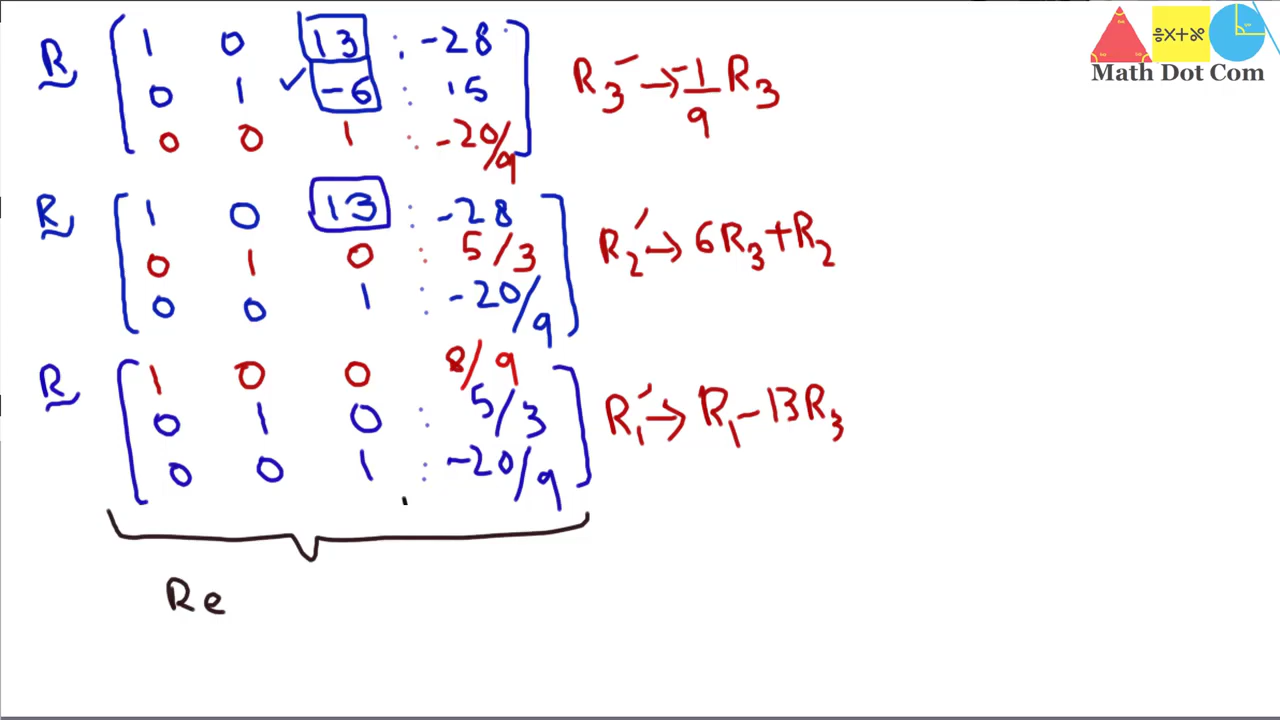 Math Dot Com
R [ 1 0 13 : -28
0 1 ✓ -6 : 15
0 0 1 : -20/9 ] R₃′ → -1/9 R₃
R [ 1 0 13 : -28
0 1 0 : 5/3
0 0 1 : -20/9 ] R₂′ → 6R₃+R₂
R [ 1 0 0 8/9
0 1 0 : 5/3
0 0 1 : -20/9 ] R₁′ → R₁-13R₃
Re